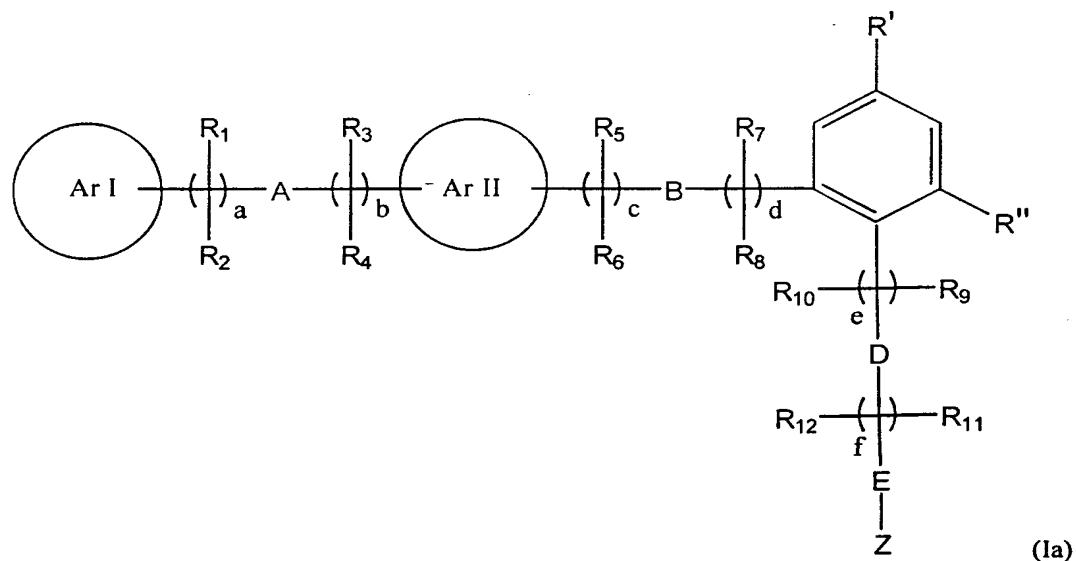 R'
R₁ R₃ R₅ R₇
Ar I ( )a A ( )b Ar II ( )c B ( )d
R₂ R₄ R₆ R₈
R"
R₁₀ ( )e R₉
D
R₁₂ ( )f R₁₁
E
Z
(Ia)